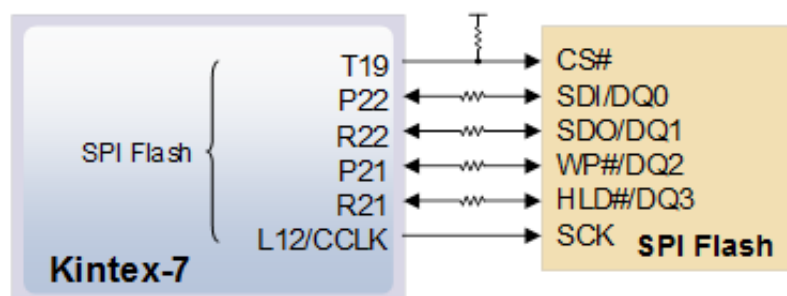 T19 CS#
P22 SDI/DQ0
R22 SDO/DQ1
SPI Flash P21 WP#/DQ2
R21 HLD#/DQ3
L12/CCLK SCK
Kintex-7 SPI Flash